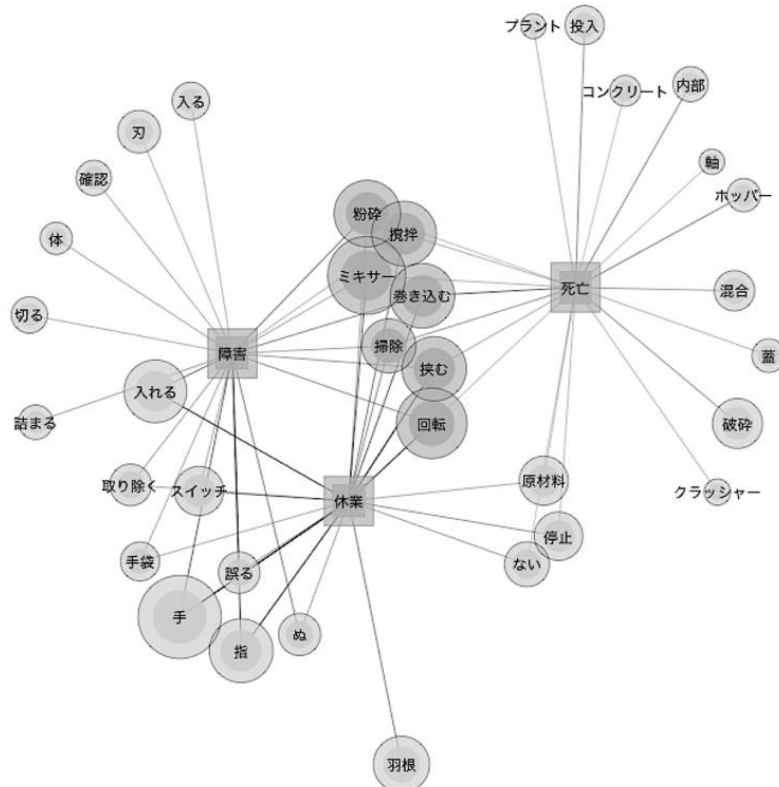 プラント
投入
コンクリート
内部
入る
刃
確認
軸
ホッパー
体
粉砕
撹拌
ミキサー
巻き込む
死亡
混合
切る
掃除
障害
挟む
蓋
入れる
詰まる
回転
破砕
取り除く
スイッチ
休業
原材料
クラッシャー
停止
手袋
誤る
ない
手
指
ぬ
羽根